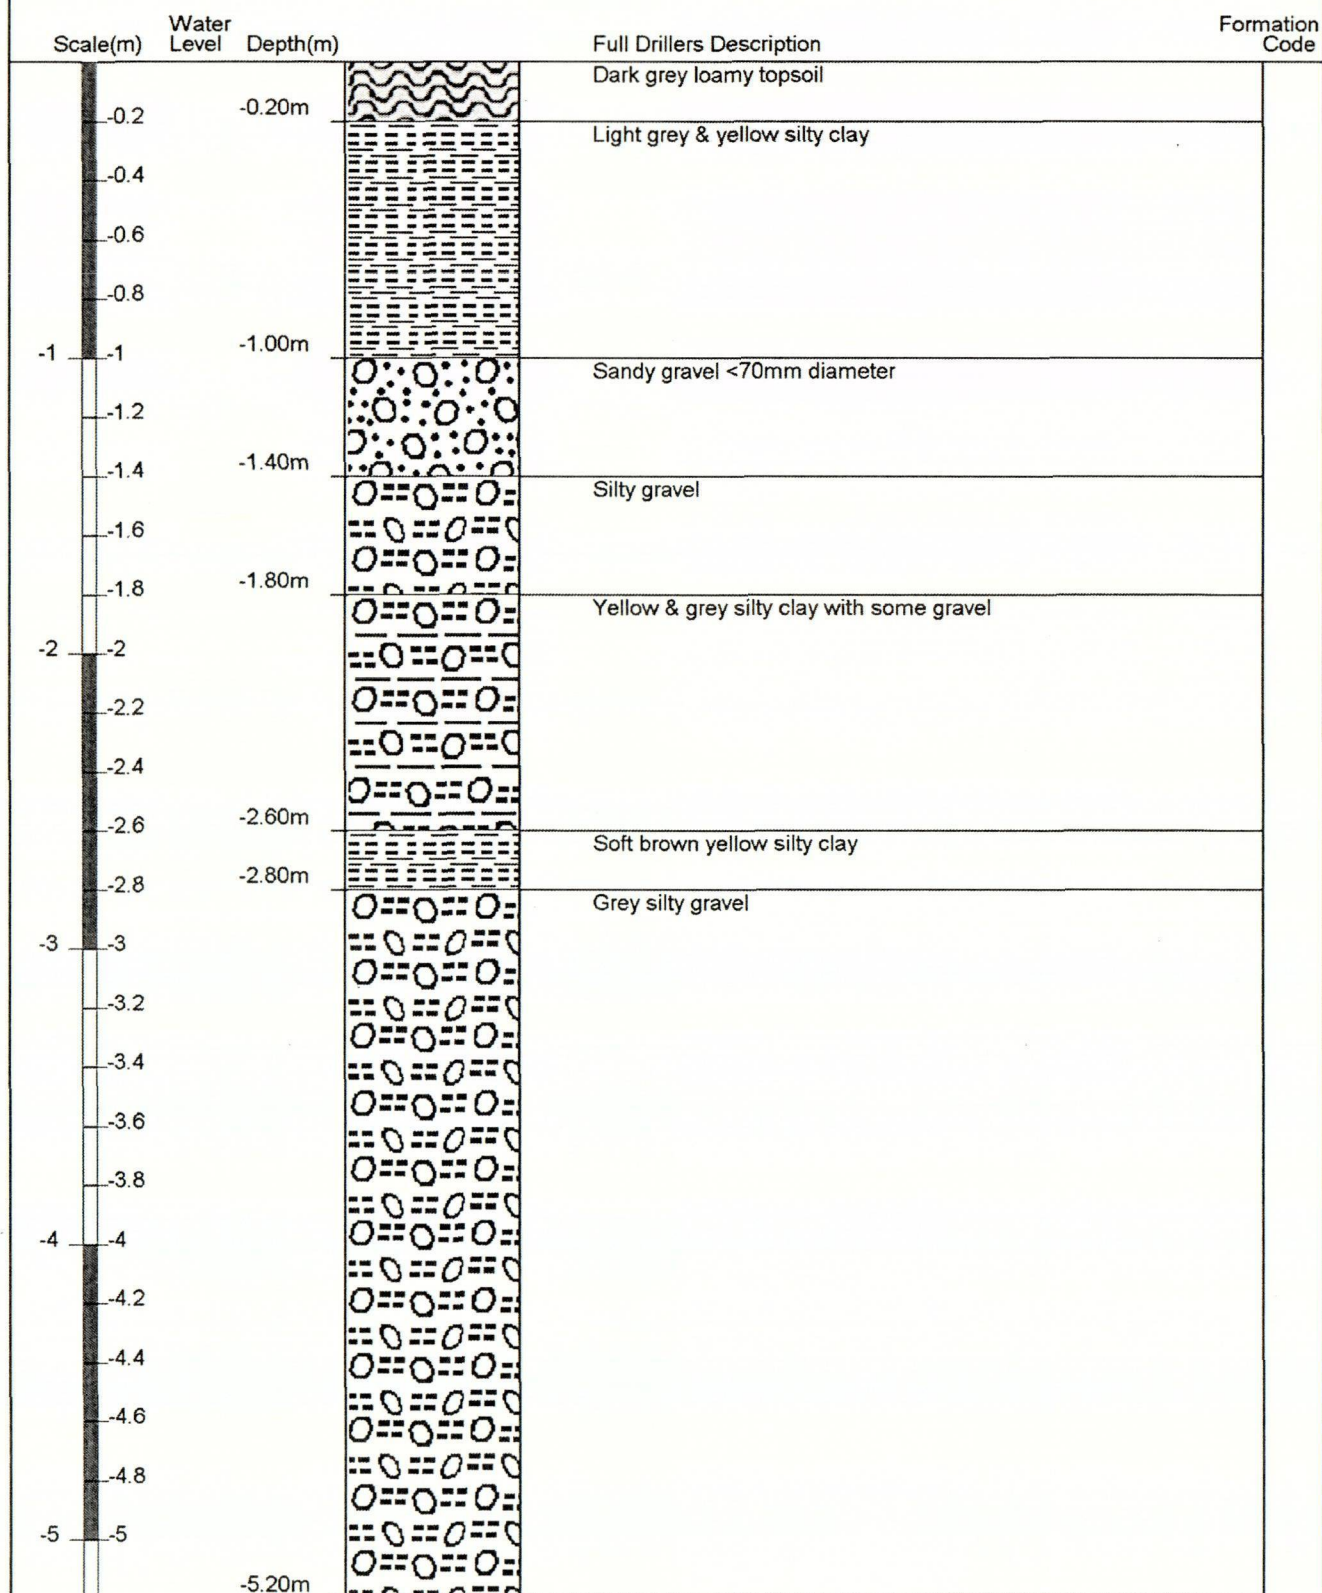 Scale(m) Water Level Depth(m) Full Drillers Description Formation Code
Dark grey loamy topsoil
-0.20m
-0.2
Light grey & yellow silty clay
-0.4
-0.6
-0.8
-1.00m
-1 -1
Sandy gravel <70mm diameter
-1.2
-1.40m
-1.4
Silty gravel
-1.6
-1.80m
-1.8
Yellow & grey silty clay with some gravel
-2 -2
-2.2
-2.4
-2.60m
-2.6
Soft brown yellow silty clay
-2.80m
-2.8
Grey silty gravel
-3 -3
-3.2
-3.4
-3.6
-3.8
-4 -4
-4.2
-4.4
-4.6
-4.8
-5 -5
-5.20m